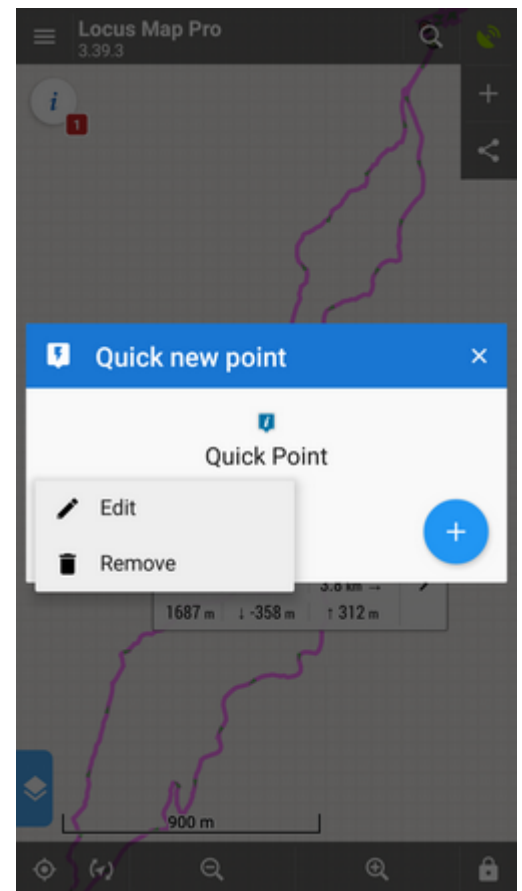 Locus Map Pro
3.39.3
i
1
Quick new point
Quick Point
Edit
Remove
3.8 km →
1687 m ↓ -358 m ↑ 312 m
900 m